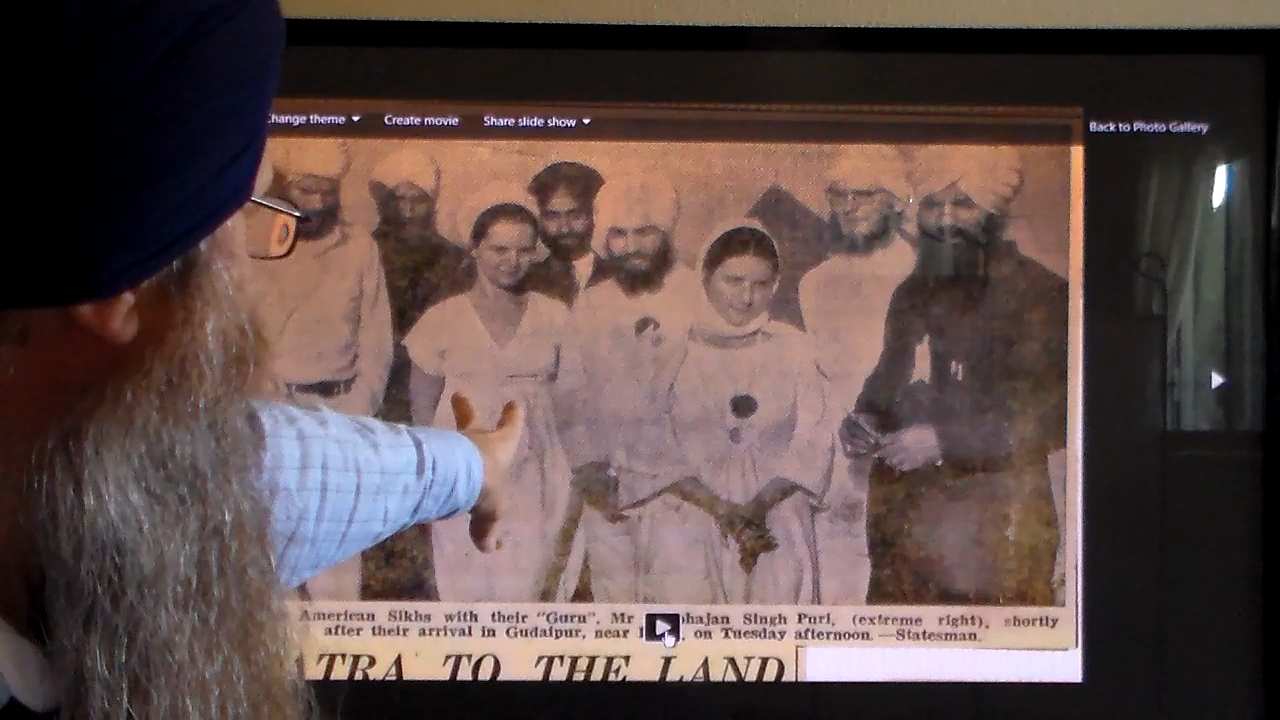 hange theme Create movie Share slide show
Back to Photo Gallery
American Sikhs with their "Guru", Mr hajan Singh Puri, (extreme right), shortly
after their arrival in Gudaipur, near on Tuesday afternoon. —Statesman.
ATRA TO THE LAND